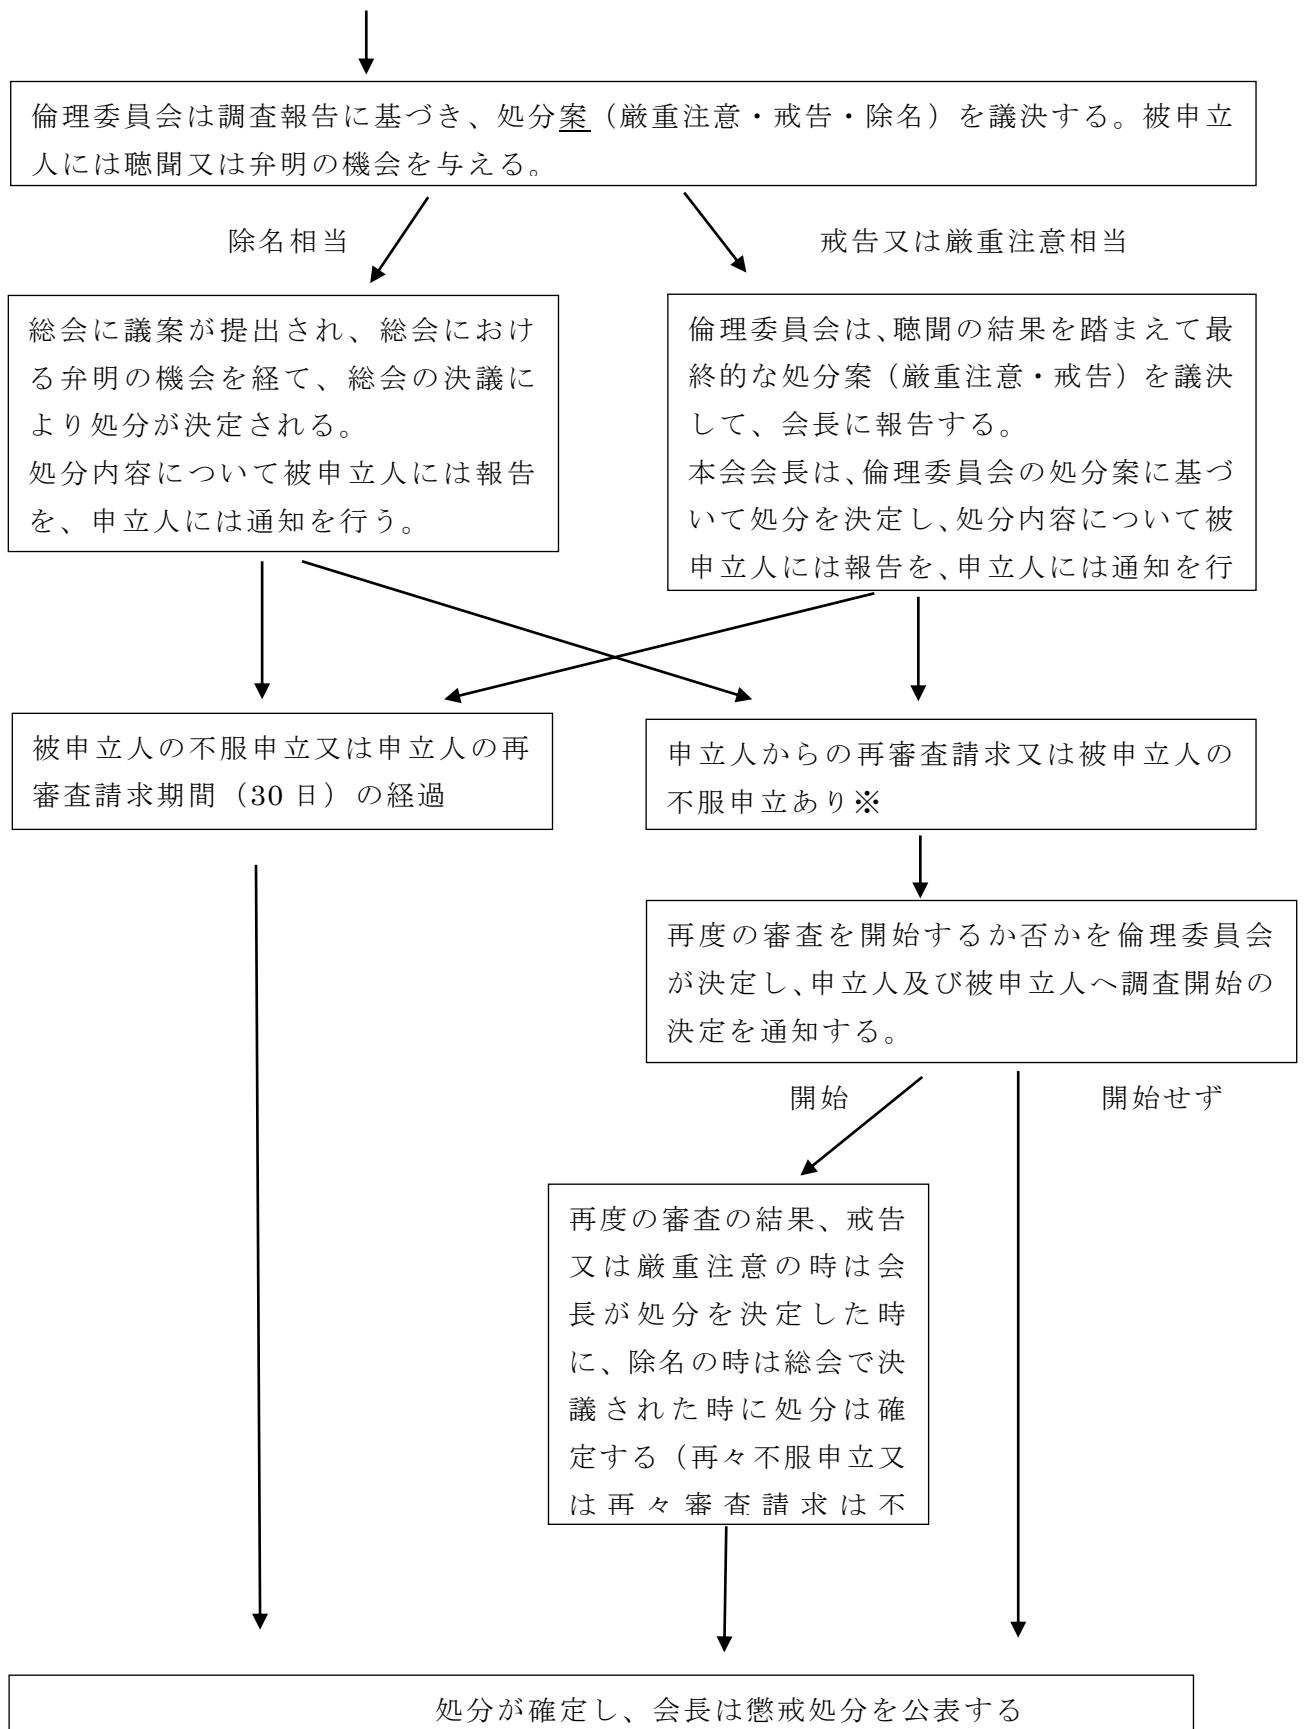 倫理委員会は調査報告に基づき、処分案（厳重注意・戒告・除名）を議決する。被申立
人には聴聞又は弁明の機会を与える。
除名相当
戒告又は厳重注意相当
総会に議案が提出され、総会におけ
る弁明の機会を経て、総会の決議に
より処分が決定される。
処分内容について被申立人には報告
を、申立人には通知を行う。
倫理委員会は、聴聞の結果を踏まえて最
終的な処分案（厳重注意・戒告）を議決
して、会長に報告する。
本会会長は、倫理委員会の処分案に基づ
いて処分を決定し、処分内容について被
申立人には報告を、申立人には通知を行
被申立人の不服申立又は申立人の再
審査請求期間（30 日）の経過
申立人からの再審査請求又は被申立人の
不服申立あり※
再度の審査を開始するか否かを倫理委員会
が決定し、申立人及び被申立人へ調査開始の
決定を通知する。
開始
開始せず
再度の審査の結果、戒告
又は厳重注意の時は会
長が処分を決定した時
に、除名の時は総会で決
議された時に処分は確
定する（再々不服申立又
は再々審査請求は不
処分が確定し、会長は懲戒処分を公表する